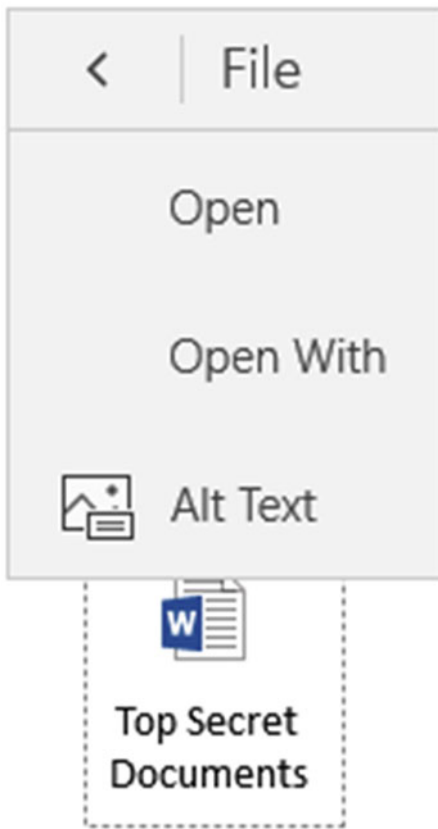 File
Open
Open With
Alt Text
W
Top Secret
Documents